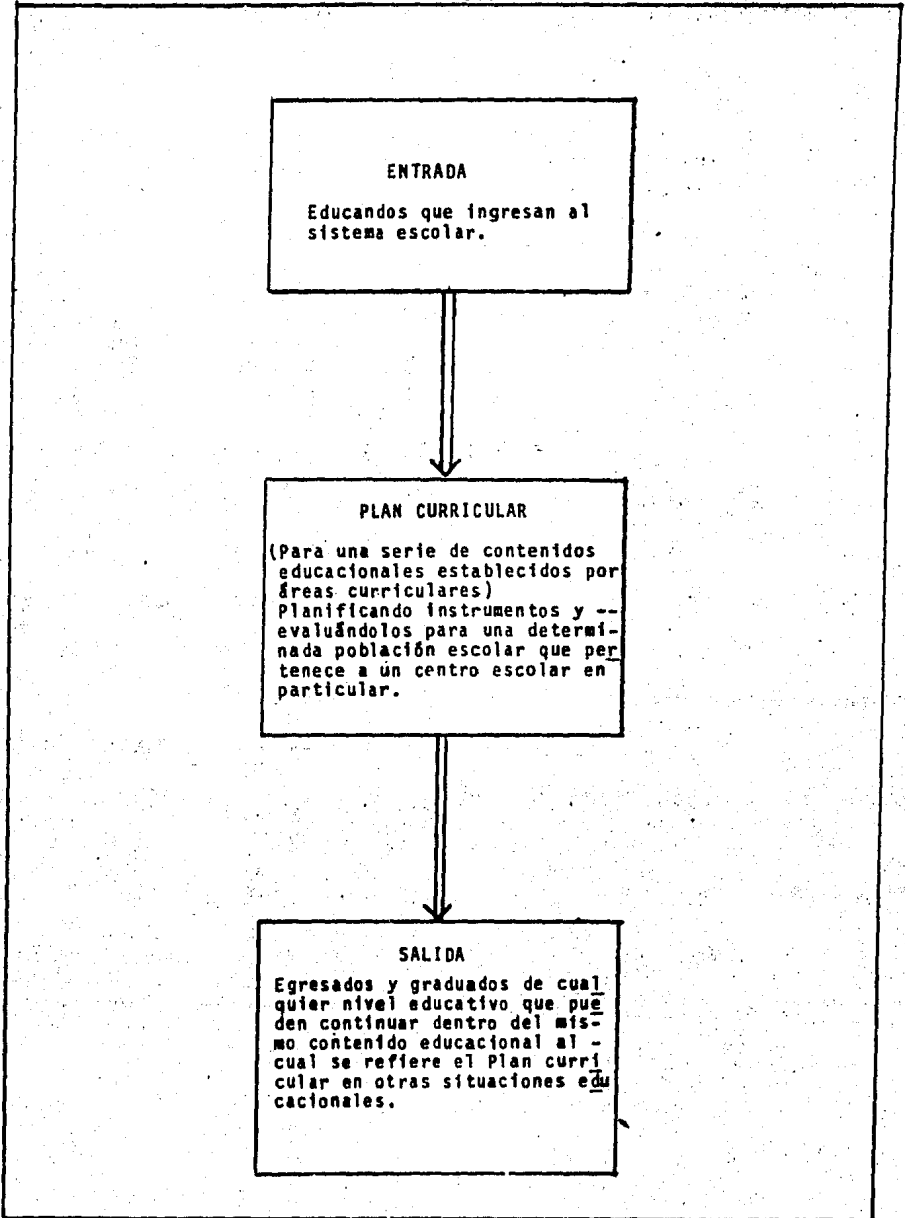 ENTRADA
Educandos que ingresan al
sistema escolar.
PLAN CURRICULAR
(Para una serie de contenidos
educacionales establecidos por
áreas curriculares)
Planificando instrumentos y --
evaluándolos para una determi-
nada población escolar que per
tenece a un centro escolar en
particular.
SALIDA
Egresados y graduados de cual
quier nivel educativo que pue
den continuar dentro del mis-
mo contenido educacional al -
cual se refiere el Plan curri
cular en otras situaciones edu
cacionales.